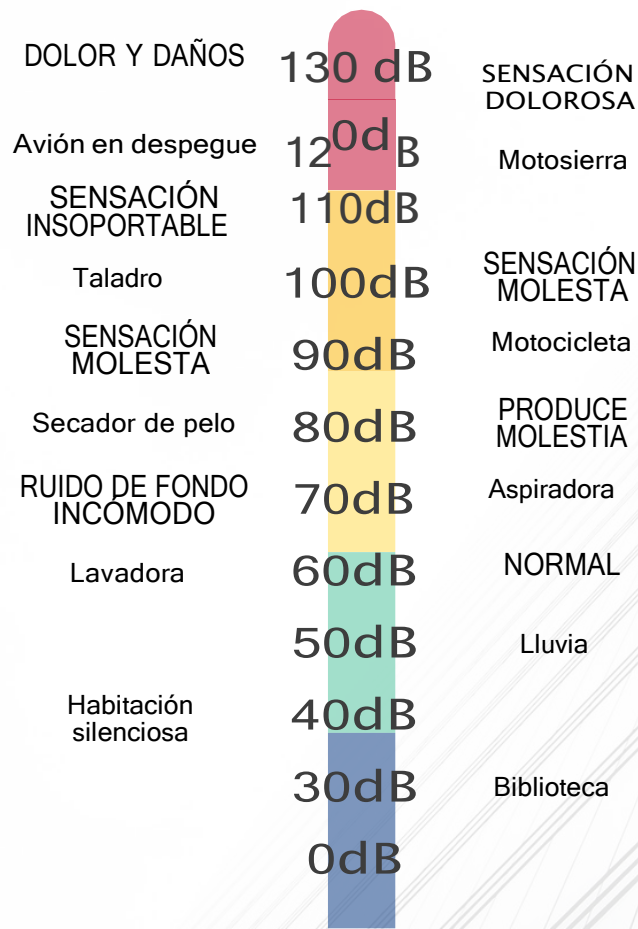 DOLOR Y DAÑOS
130 dB
SENSACIÓN
DOLOROSA
Avión en despegue
120dB
Motosierra
SENSACIÓN
INSOPORTABLE
110dB
Taladro
100dB
SENSACIÓN
MOLESTA
SENSACIÓN
MOLESTA
90dB
Motocicleta
Secador de pelo
80dB
PRODUCE
MOLESTIA
RUIDO DE FONDO
INCÓMODO
70dB
Aspiradora
Lavadora
60dB
NORMAL
50dB
Lluvia
Habitación
silenciosa
40dB
30dB
Biblioteca
0dB